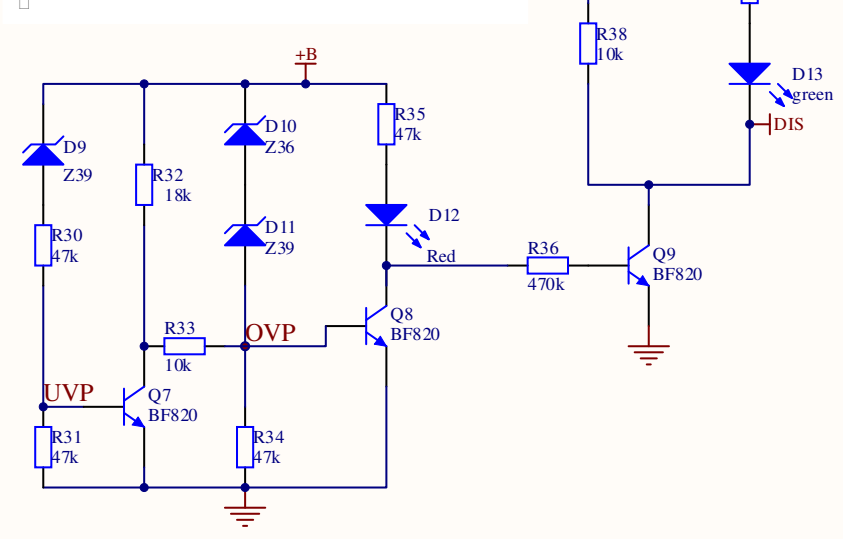 +B
R38
10k
D13
green
DIS
D9
Z39
R32
18k
D10
Z36
R35
47k
R30
47k
D11
Z39
D12
Red
R36
470k
Q9
BF820
R33
10k
OVP
Q8
BF820
UVP
Q7
BF820
R31
47k
R34
47k